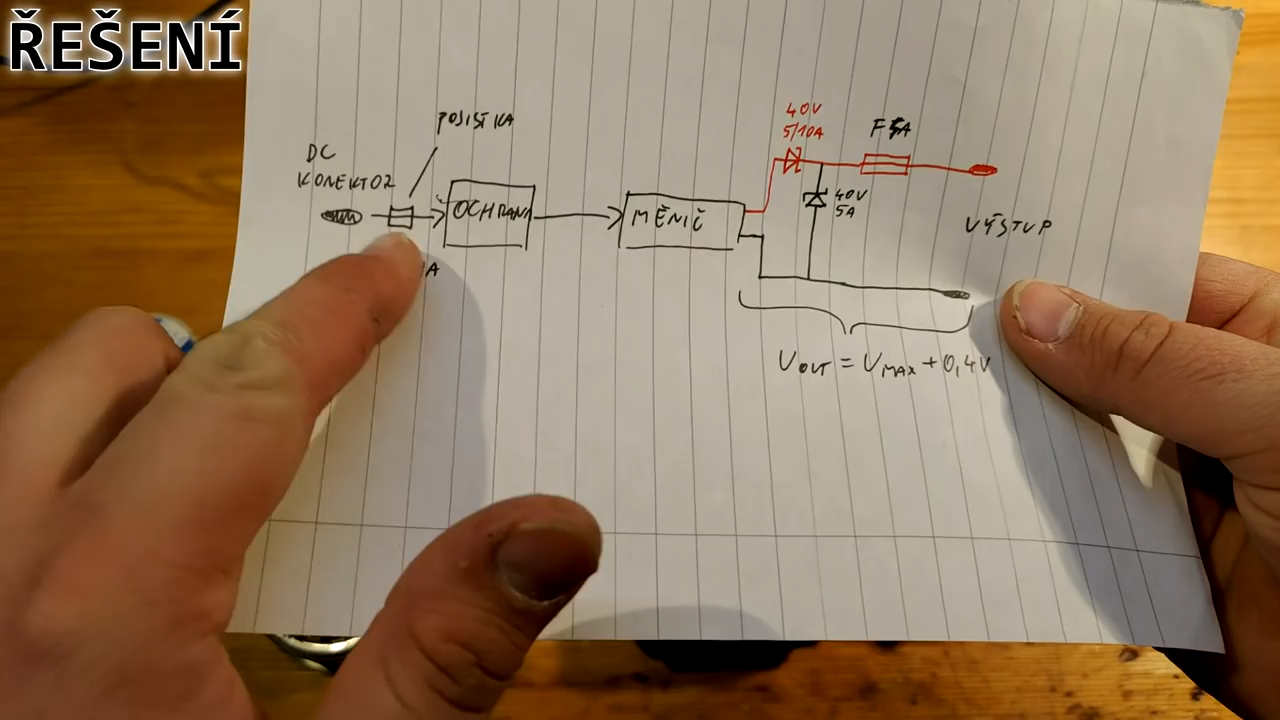 ŘEŠENÍ
POJISTKA
DC
KONEKTOR
OCHRANA
MĚNIČ
40V
5/10A
F5A
40V
5A
VÝSTUP
A
VOUT = VMAX + 0,4V